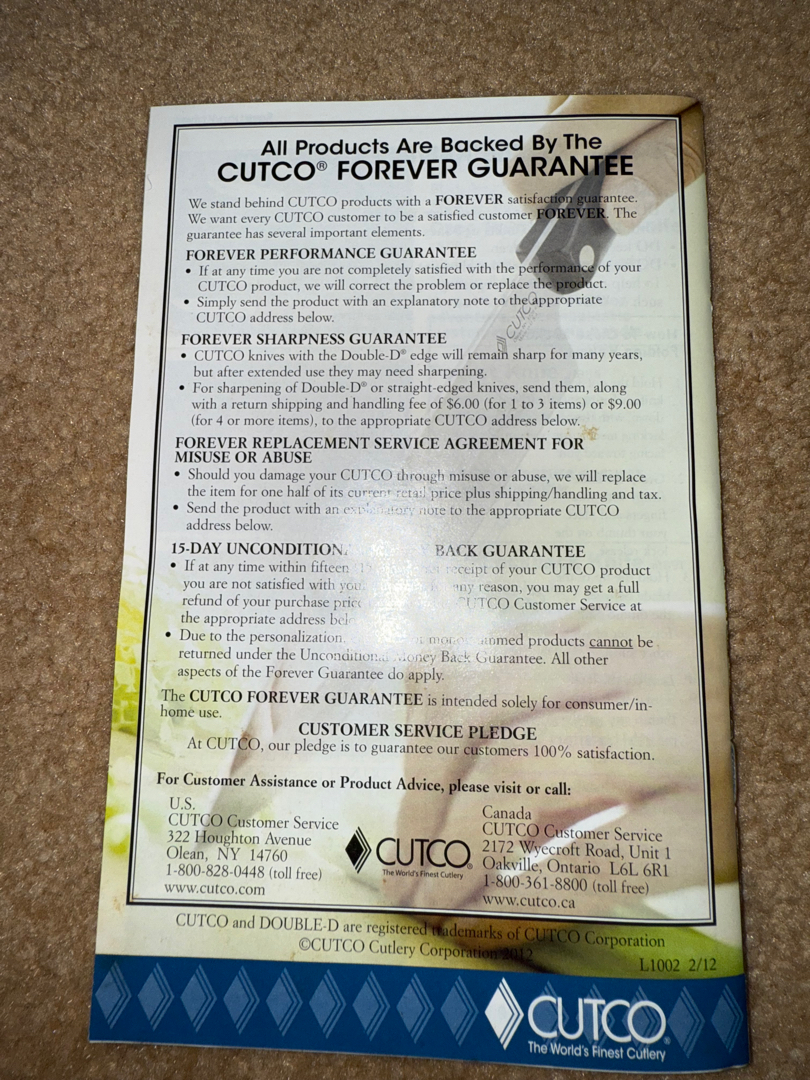 All Products Are Backed By The
CUTCO® FOREVER GUARANTEE
We stand behind CUTCO products with a FOREVER satisfaction guarantee.
We want every CUTCO customer to be a satisfied customer FOREVER. The
guarantee has several important elements.
FOREVER PERFORMANCE GUARANTEE
• If at any time you are not completely satisfied with the performance of your
CUTCO product, we will correct the problem or replace the product.
• Simply send the product with an explanatory note to the appropriate
CUTCO address below.
FOREVER SHARPNESS GUARANTEE
• CUTCO knives with the Double-D® edge will remain sharp for many years,
but after extended use they may need sharpening.
• For sharpening of Double-D® or straight-edged knives, send them, along
with a return shipping and handling fee of $6.00 (for 1 to 3 items) or $9.00
(for 4 or more items), to the appropriate CUTCO address below.
FOREVER REPLACEMENT SERVICE AGREEMENT FOR
MISUSE OR ABUSE
• Should you damage your CUTCO through misuse or abuse, we will replace
the item for one half of its current retail price plus shipping/handling and tax.
• Send the product with an explanatory note to the appropriate CUTCO
address below.
15-DAY BACK GUARANTEE
• If at any time within fifteen receipt of your CUTCO product
you are not satisfied with any reason, you may get a full
refund of your purchase CUTCO Customer Service at
the appropriate address
• Due to the personalization, products cannot be
returned under the Unconditional Money Back Guarantee. All other
aspects of the Forever Guarantee do apply.
The CUTCO FOREVER GUARANTEE is intended solely for consumer/in-
home use.
CUSTOMER SERVICE PLEDGE
At CUTCO, our pledge is to guarantee our customers 100% satisfaction.
For Customer Assistance or Product Advice, please visit or call:
U.S.
CUTCO Customer Service
322 Houghton Avenue
Olean, NY 14760
1-800-828-0448 (toll free)
www.cutco.com
CUTCO®
The World's Finest Cutlery
Canada
CUTCO Customer Service
2172 Wyecroft Road, Unit 1
Oakville, Ontario L6L 6R1
1-800-361-8800 (toll free)
www.cutco.ca
CUTCO and DOUBLE-D are registered trademarks of CUTCO Corporation
©CUTCO Cutlery Corporation 2012
L1002 2/12
CUTCO®
The World's Finest Cutlery